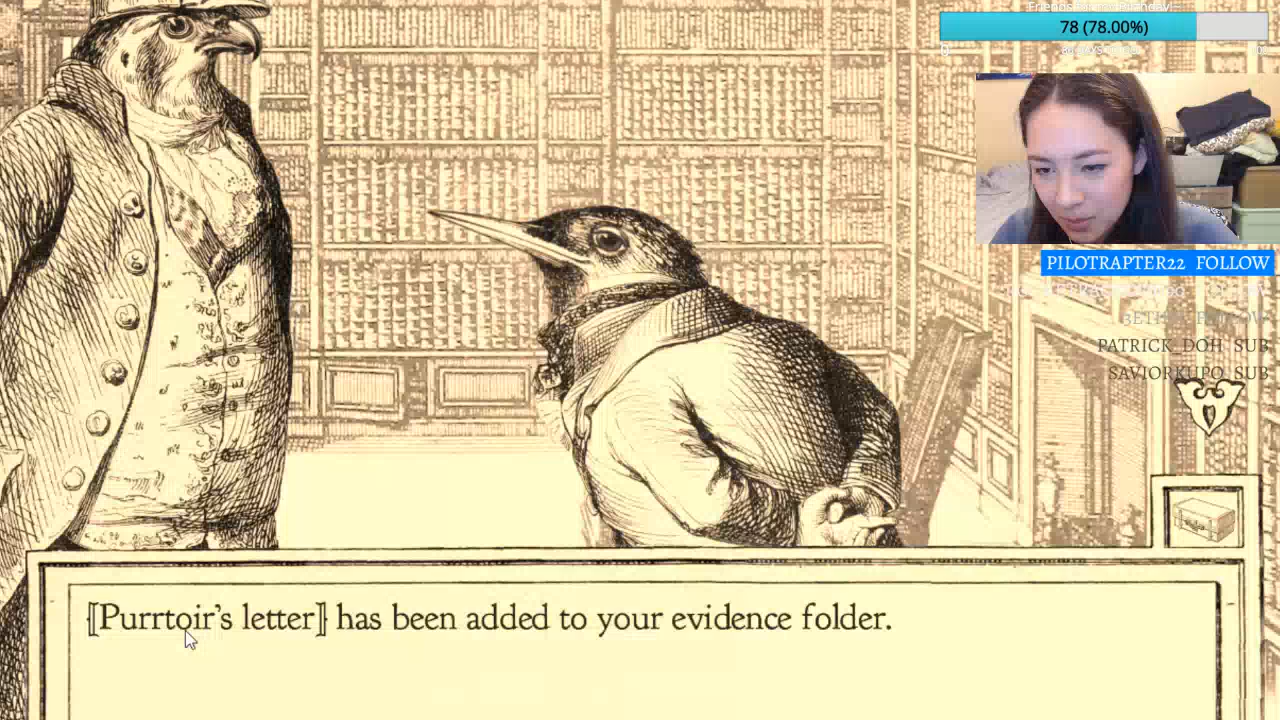 78 (78.00%)
PILOTRAPTER22 FOLLOW
PATRICK_DOH SUB
SAVIORKUPO SUB
⟦Purrtoir's letter⟧ has been added to your evidence folder.